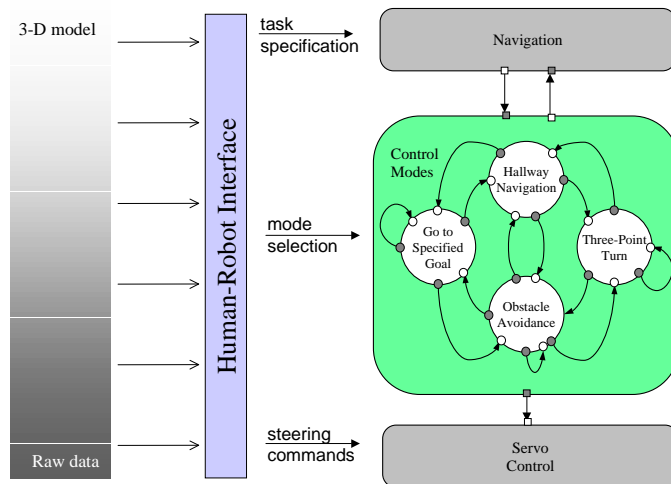 3-D model
Raw data
Human-Robot Interface
task
specification
mode
selection
steering
commands
Navigation
Control
Modes
Hallway
Navigation
Go to
Specified
Goal
Three-Point
Turn
Obstacle
Avoidance
Servo
Control